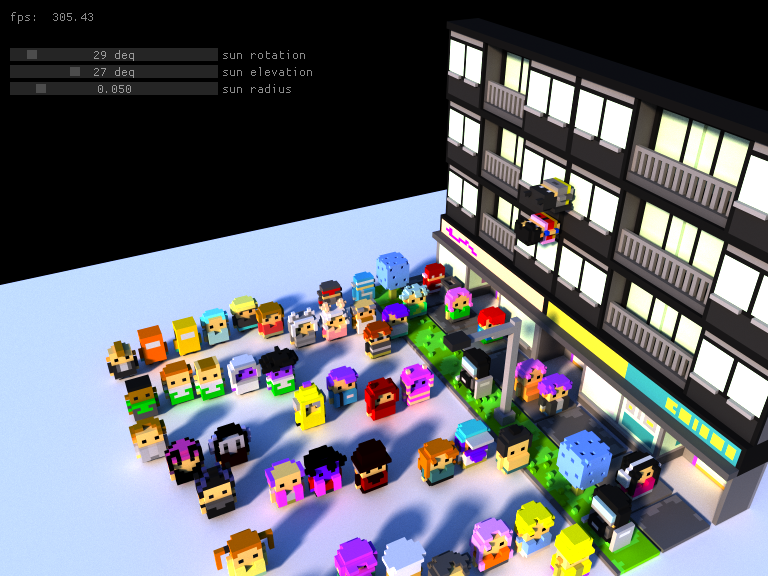 fps: 305.43
29 deg sun rotation
27 deg sun elevation
0.050 sun radius